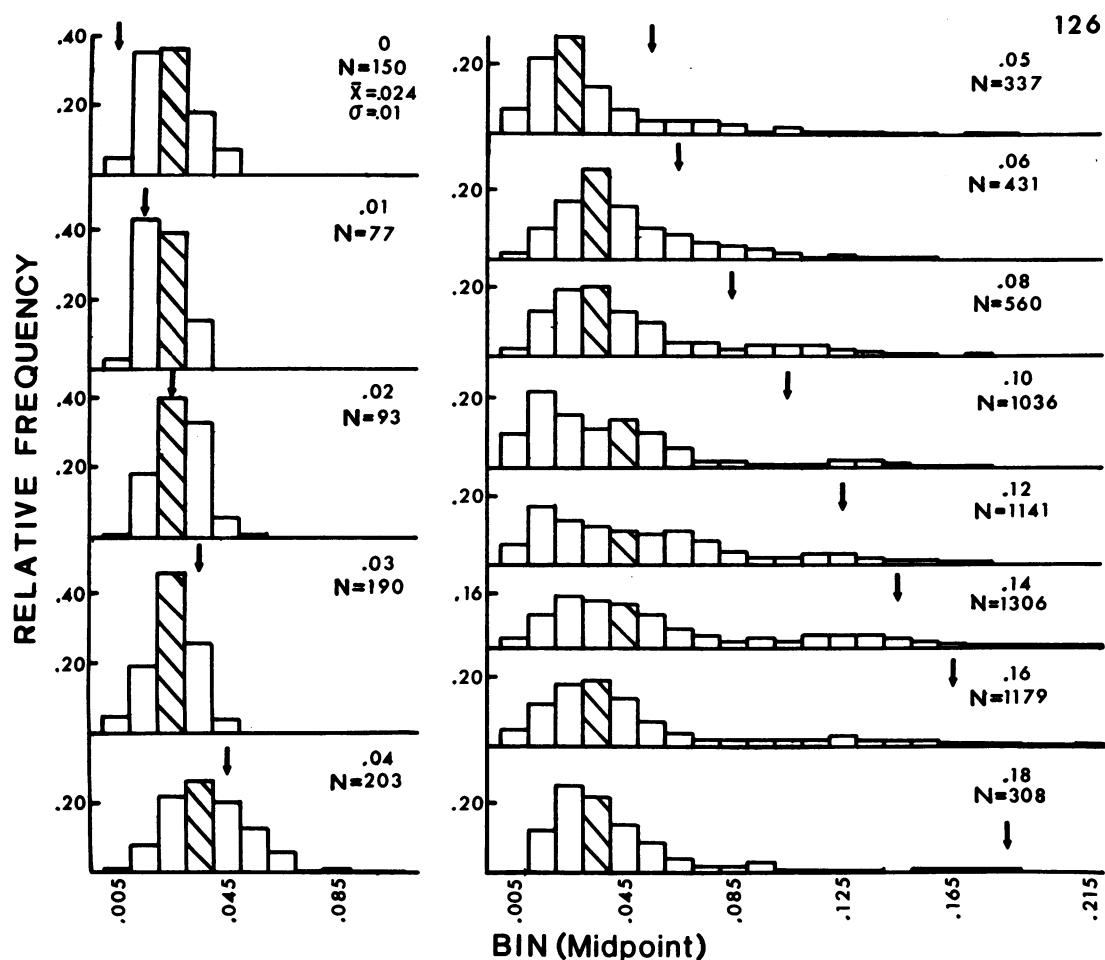 126
RELATIVE FREQUENCY
.40
.20
0
N=150
x̄=.024
σ=.01
.40
.20
.01
N=77
.40
.20
.02
N=93
.40
.20
.03
N=190
.20
.04
N=203
.005
.045
.085
.20
.05
N=337
.20
.06
N=431
.20
.08
N=560
.20
.10
N=1036
.20
.12
N=1141
.16
.14
N=1306
.20
.16
N=1179
.20
.18
N=308
.005
.045
.085
.125
.165
.215
BIN (Midpoint)